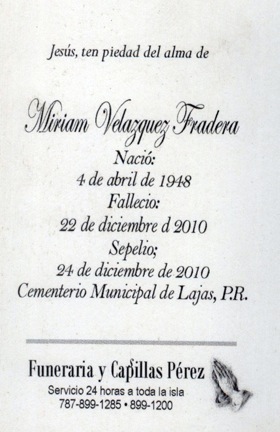 Jesús, ten piedad del alma de
Miriam Velazquez Fradera
Nació:
4 de abril de 1948
Fallecio:
22 de diciembre d 2010
Sepelio;
24 de diciembre de 2010
Cementerio Municipal de Lajas, P.R.
Funeraria y Capillas Pérez
Servicio 24 horas a toda la isla
787-899-1285 • 899-1200